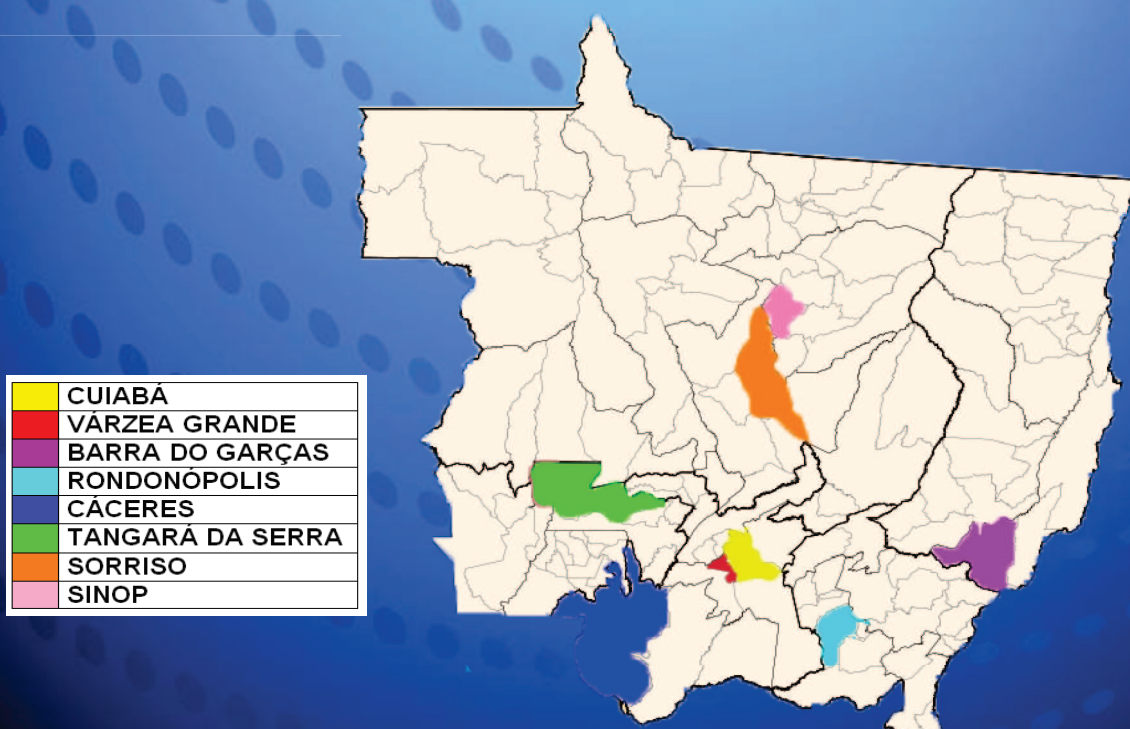 CUIABÁ
VÁRZEA GRANDE
BARRA DO GARÇAS
RONDONÓPOLIS
CÁCERES
TANGARÁ DA SERRA
SORRISO
SINOP